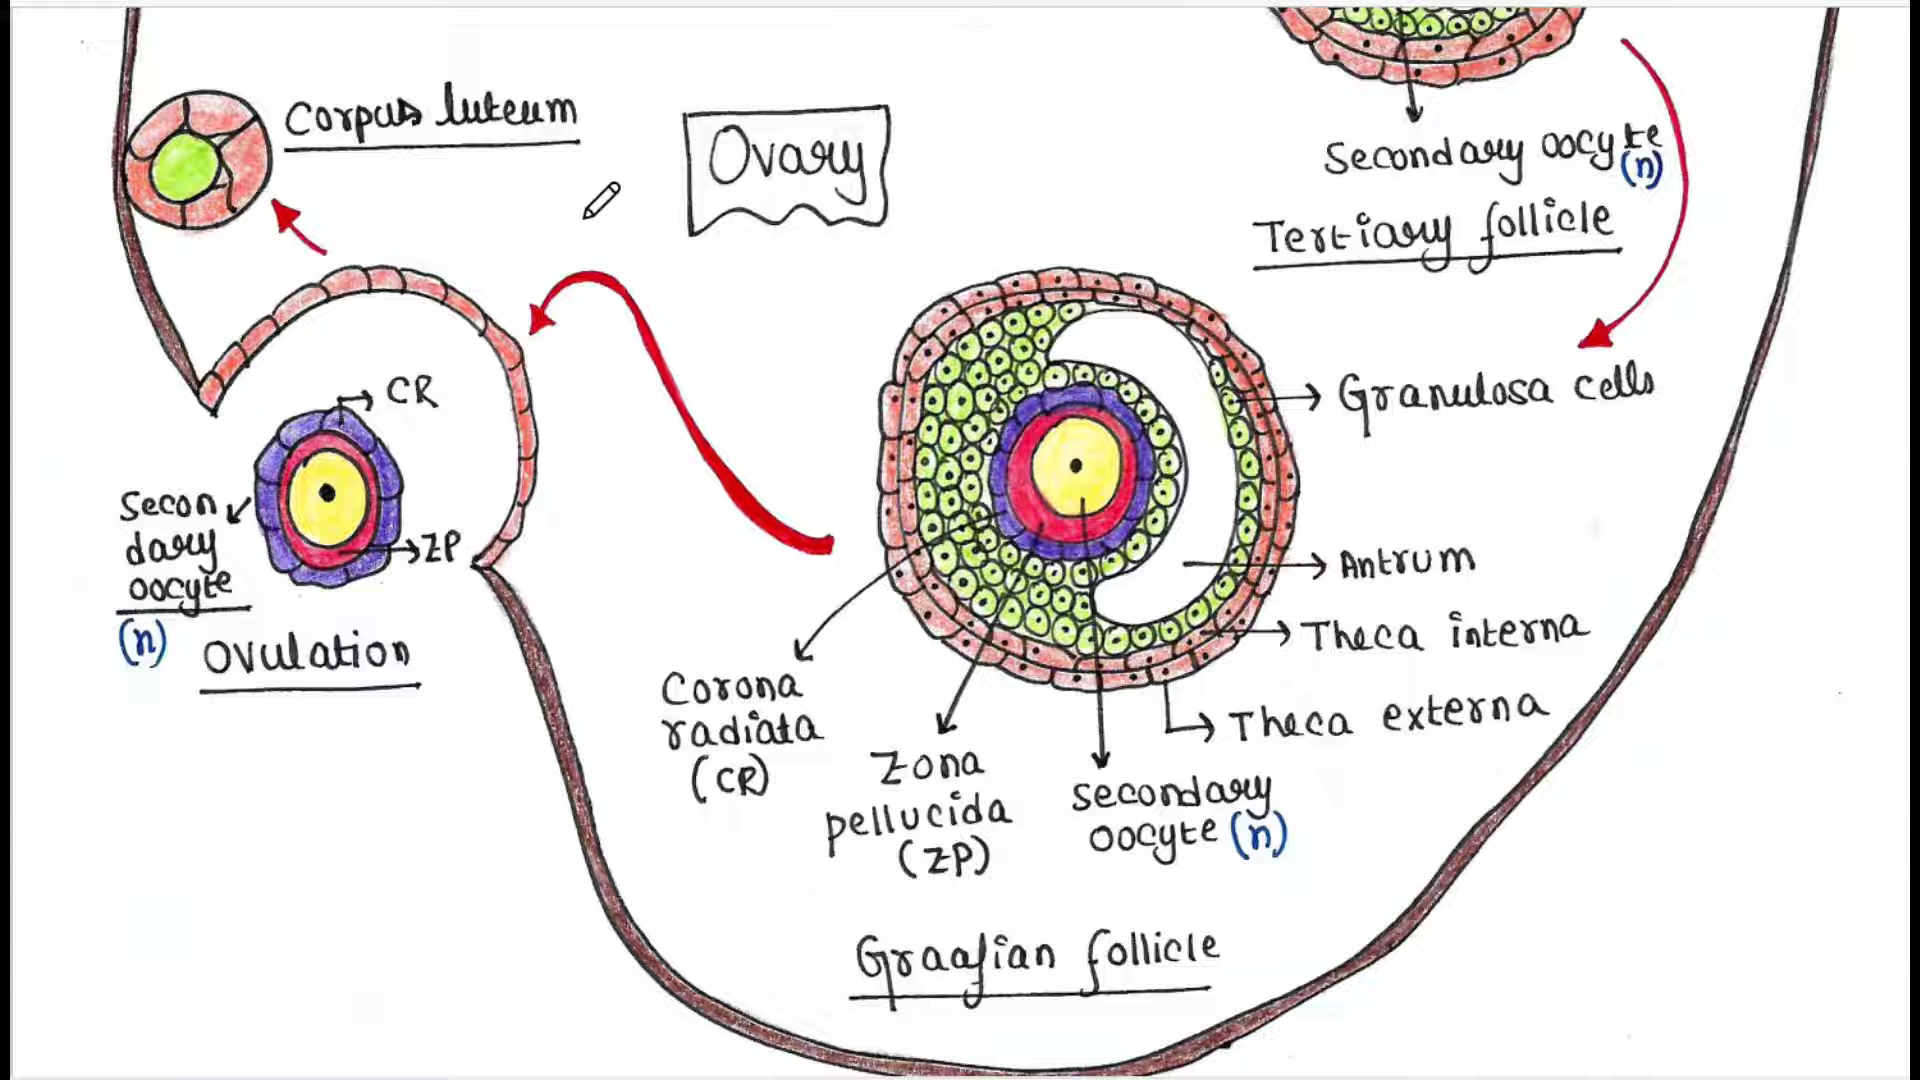 Corpus luteum
Ovary
Secondary oocyte
(n)
Tertiary follicle
CR
Secon
dary
oocyte
(n)
ZP
Ovulation
Granulosa cells
Antrum
Theca interna
Theca externa
Corona
radiata
(CR)
Zona
pellucida
(ZP)
secondary
oocyte (n)
Graafian follicle